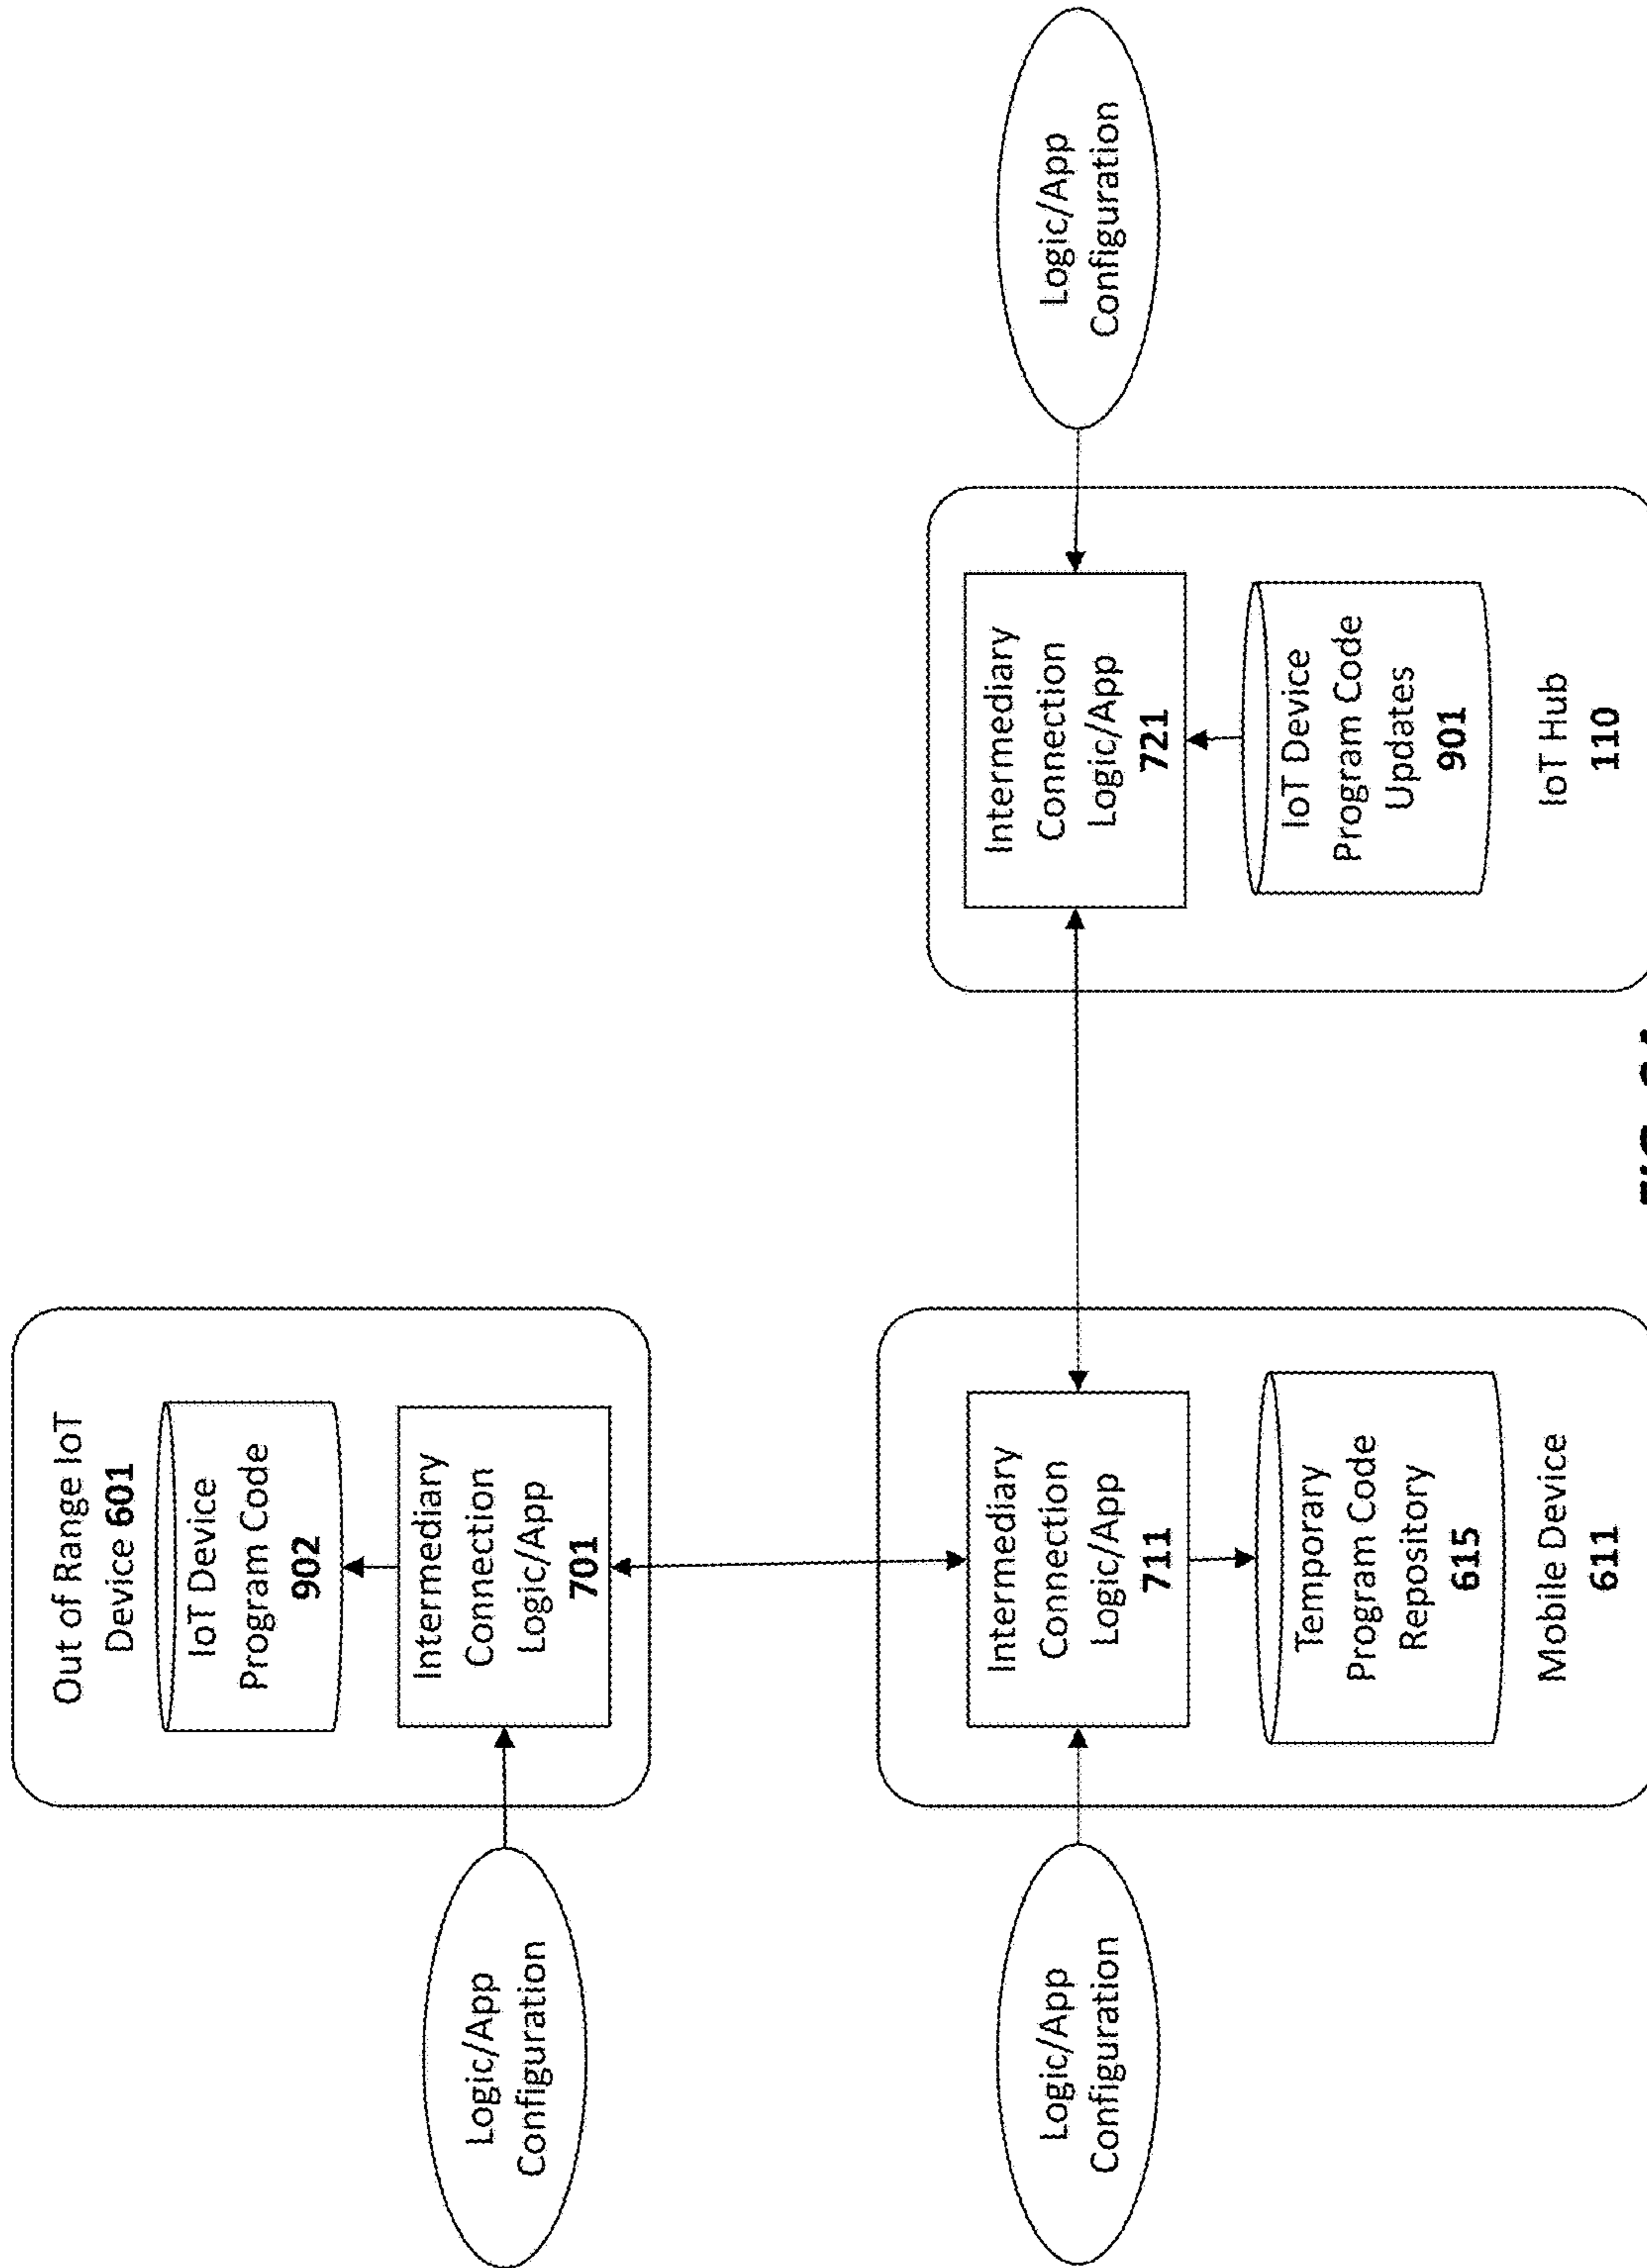 Out of Range IoT
Device 601
IoT Device
Program Code
902
Intermediary
Connection
Logic/App
701
Logic/App
Configuration
Logic/App
Configuration
Intermediary
Connection
Logic/App
711
Temporary
Program Code
Repository
615
Mobile Device
611
Intermediary
Connection
Logic/App
721
IoT Device
Program Code
Updates
901
IoT Hub
110
Logic/App
Configuration